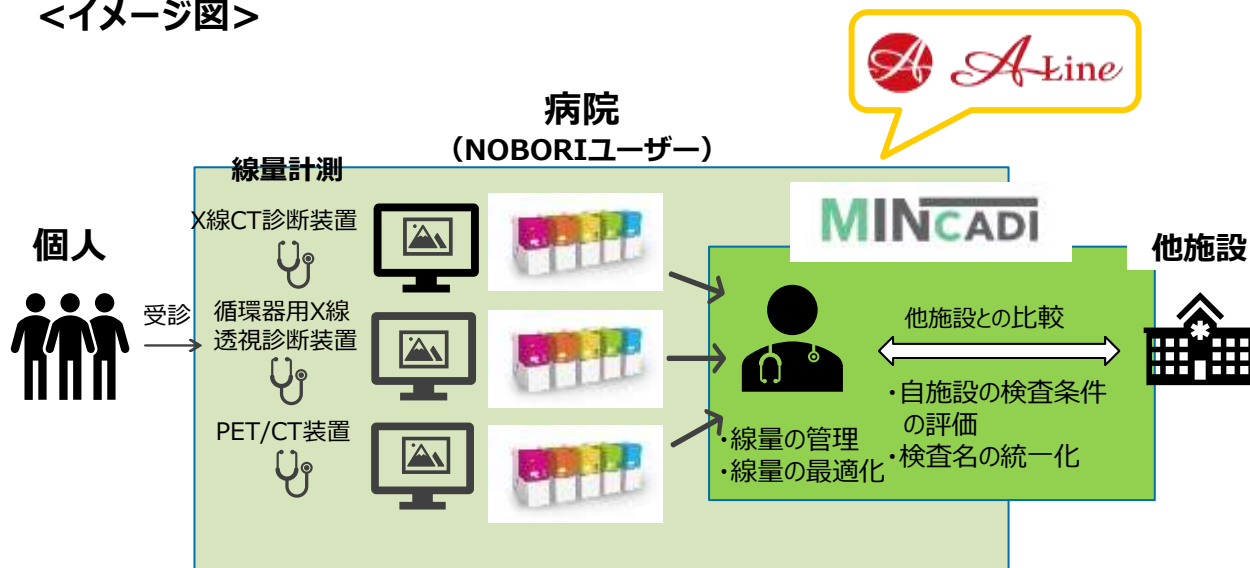 <イメージ図>
A A-Line
病院
（NOBORIユーザー）
線量計測
MINCADI
個人
受診
X線CT診断装置
循環器用X線
透視診断装置
PET/CT装置
他施設
他施設との比較
・線量の管理
・線量の最適化
・自施設の検査条件
の評価
・検査名の統一化